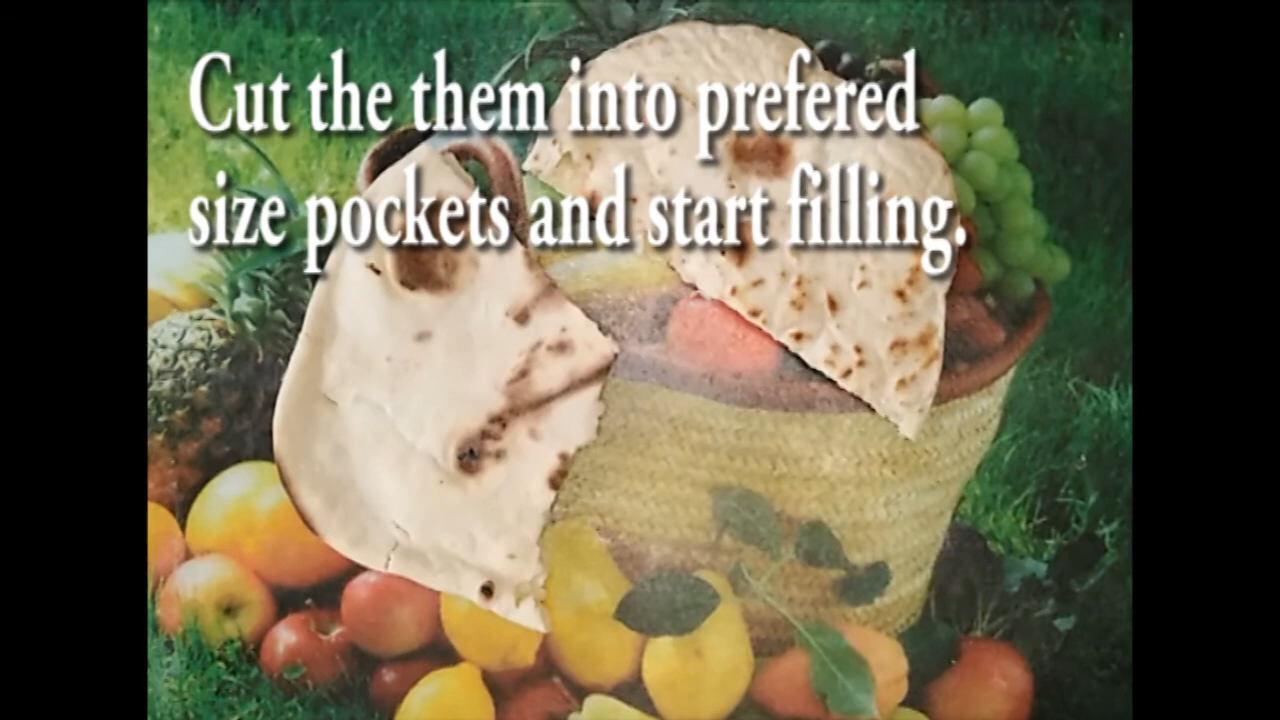 Cut the them into prefered
size pockets and start filling.